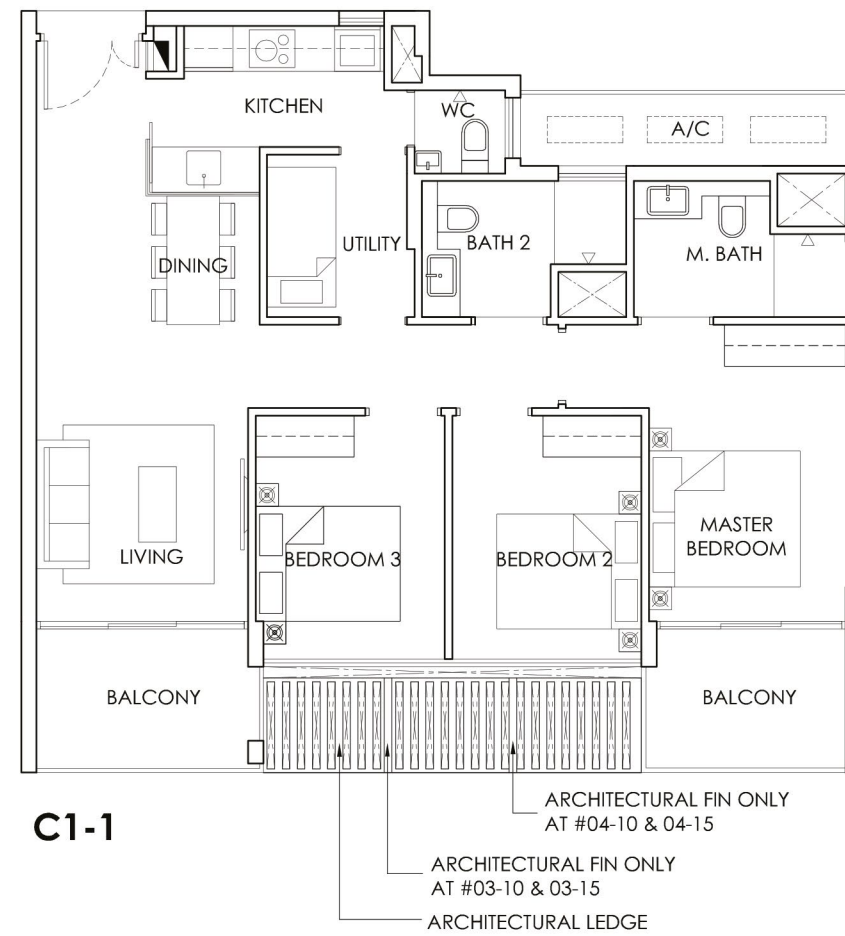 KITCHEN
WC
A/C
UTILITY
BATH 2
M. BATH
DINING
LIVING
BEDROOM 3
BEDROOM 2
MASTER
BEDROOM
BALCONY
BALCONY
C1-1
ARCHITECTURAL FIN ONLY
AT #04-10 & 04-15
ARCHITECTURAL FIN ONLY
AT #03-10 & 03-15
ARCHITECTURAL LEDGE